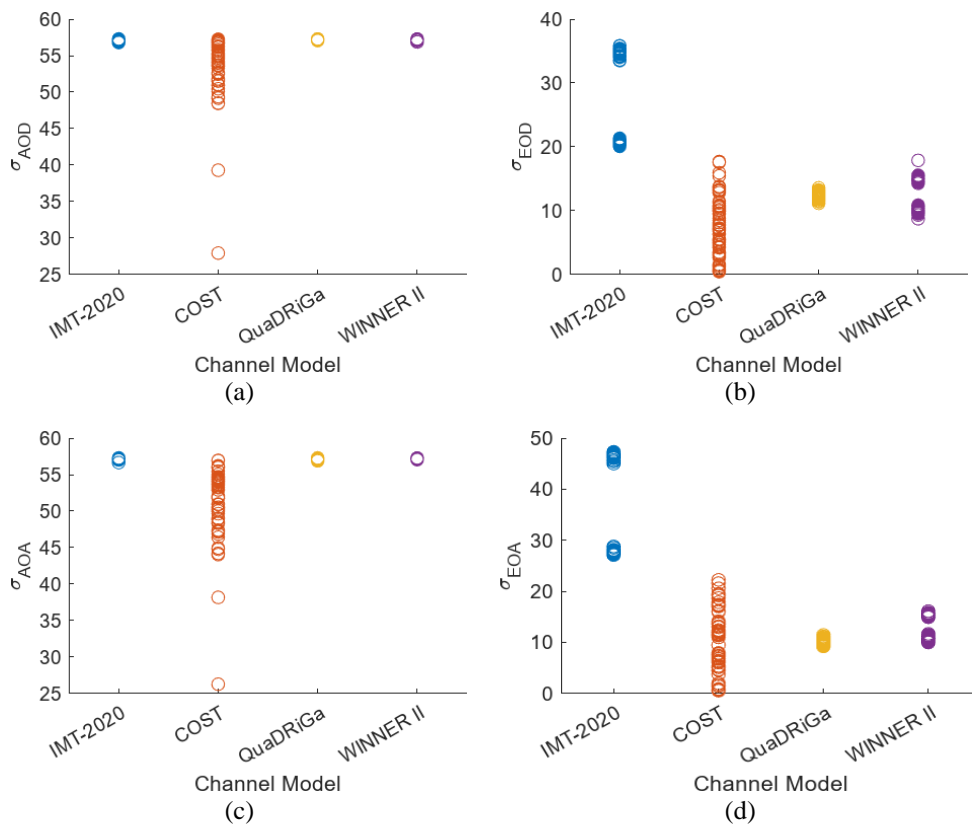 60
55
50
45
40
35
30
25
σAOD
IMT-2020
COST
QuaDRiGa
WINNER II
Channel Model
(a)
40
30
20
10
0
σEOD
IMT-2020
COST
QuaDRiGa
WINNER II
Channel Model
(b)
60
55
50
45
40
35
30
25
σAOA
IMT-2020
COST
QuaDRiGa
WINNER II
Channel Model
(c)
50
40
30
20
10
0
σEOA
IMT-2020
COST
QuaDRiGa
WINNER II
Channel Model
(d)